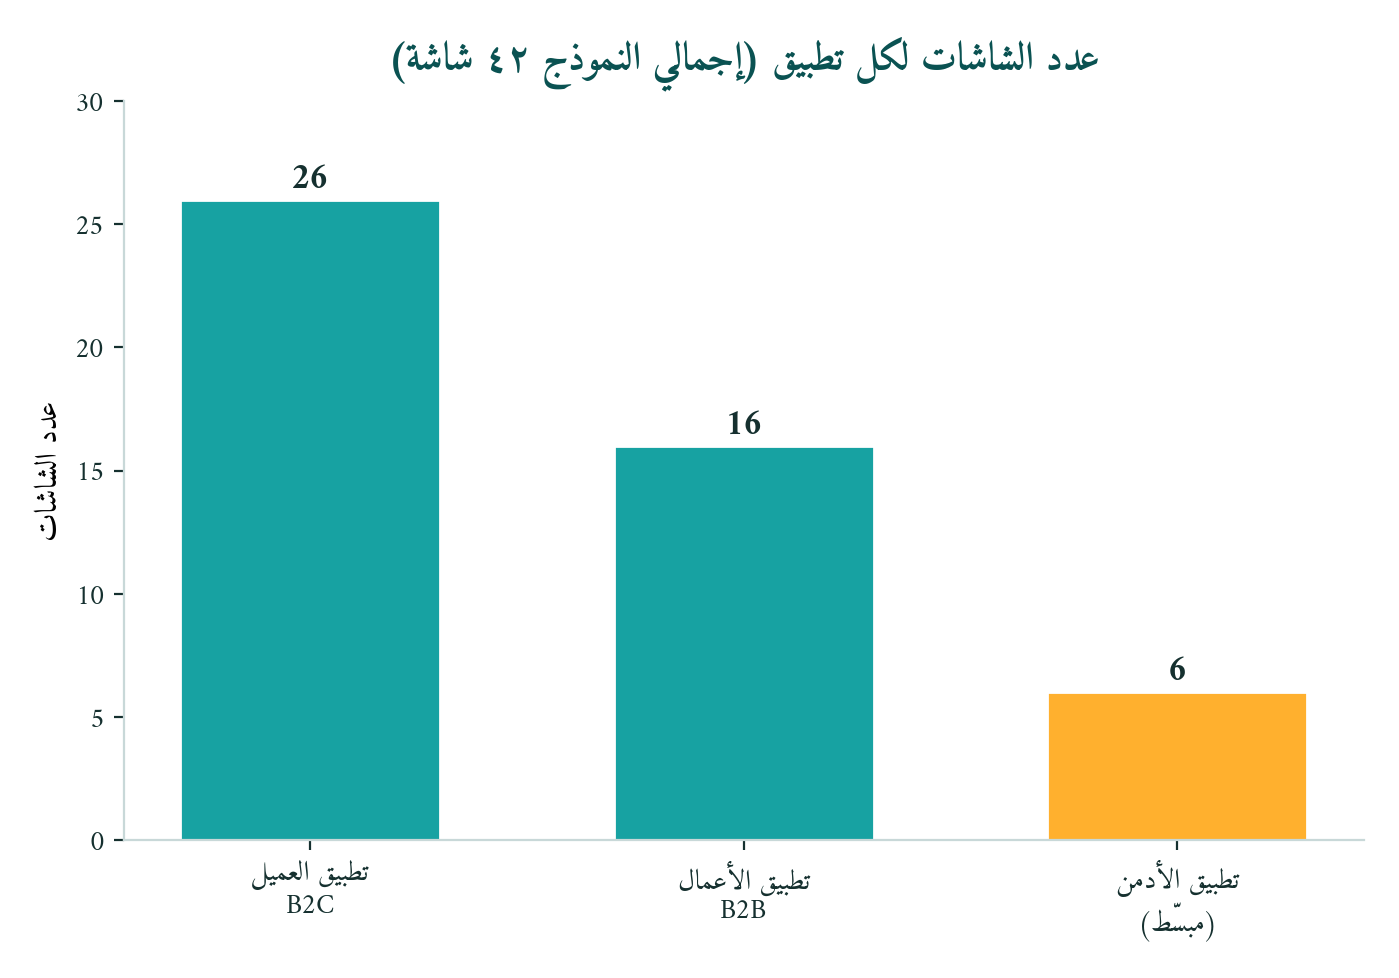 عدد الشاشات لكل تطبيق (إجمالي النموذج ٤٢ شاشة)
عدد الشاشات
30
25
20
15
10
5
0
26
16
6
تطبيق العميل
B2C
تطبيق الأعمال
B2B
تطبيق الأدمن
(مبسّط)